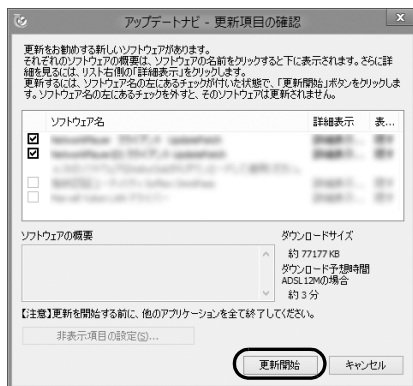 アップデートナビ - 更新項目の確認
x
更新をお勧めする新しいソフトウェアがあります。
それぞれのソフトウェアの概要は、ソフトウェアの名前をクリックすると下に表示されます。さらに詳
細を見るには、リスト右側の「詳細表示」をクリックします。
更新するには、ソフトウェア名の左にあるチェックが付いた状態で、「更新開始」ボタンをクリックしま
す。ソフトウェア名の左にあるチェックを外すと、そのソフトウェアは更新されません。
ソフトウェア名 詳細表示 表...
ソフトウェアの概要
ダウンロードサイズ
約 77177 KB
ダウンロード予想時間
ADSL 12Mの場合
約 3 分
【注意】更新を開始する前に、他のアプリケーションを全て終了してください。
非表示項目の設定(S)...
更新開始 キャンセル